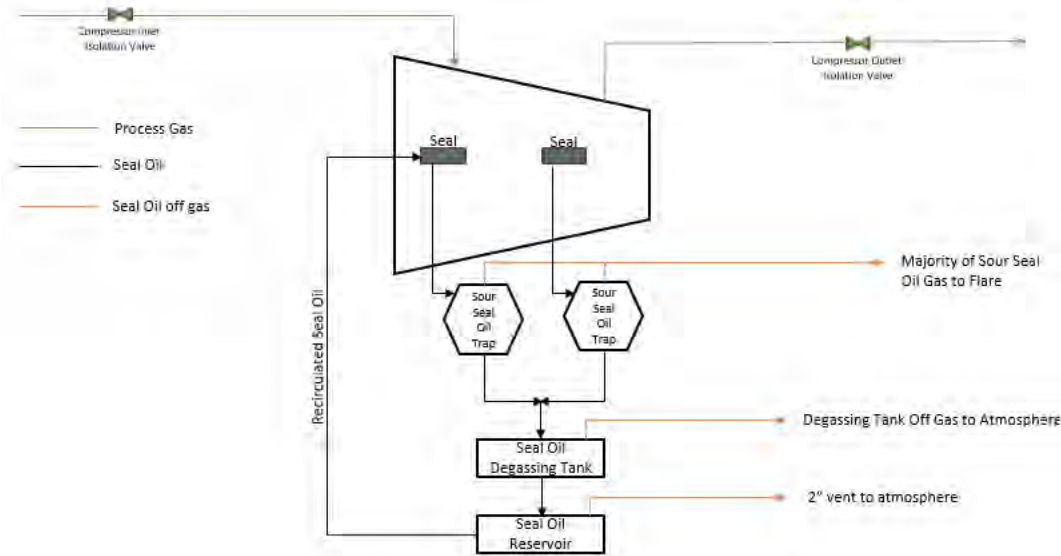 Compressor Inlet
Isolation Valve
Compressor Outlet
Isolation Valve
Process Gas
Seal Oil
Seal Oil off gas
Seal
Seal
Majority of Sour Seal
Oil Gas to Flare
Sour
Seal
Oil
Trap
Sour
Seal
Oil
Trap
Recirculated Seal Oil
Degassing Tank Off Gas to Atmosphere
Seal Oil
Degassing Tank
2" vent to atmosphere
Seal Oil
Reservoir